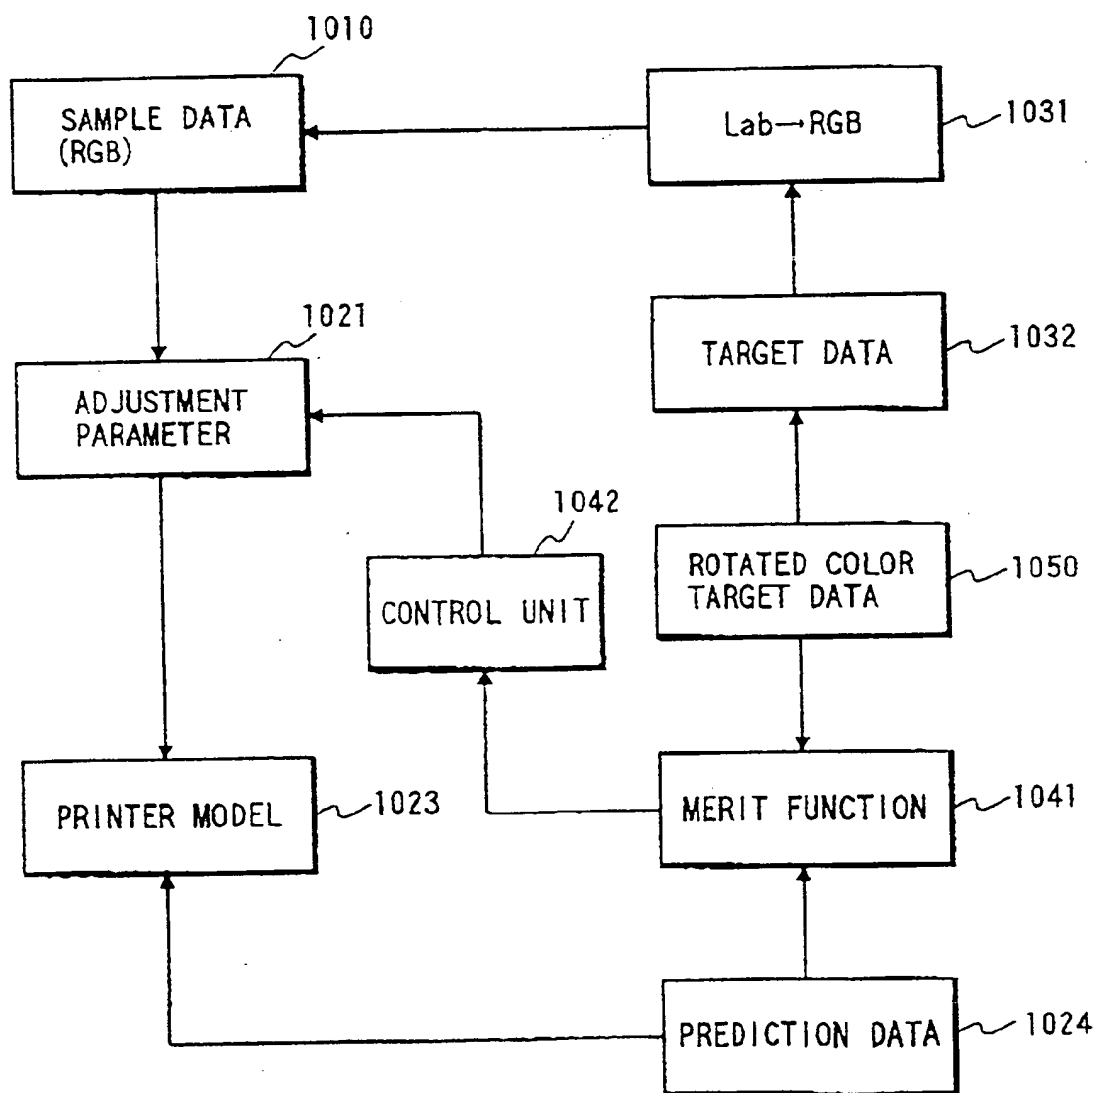 1010
SAMPLE DATA
(RGB)
Lab→RGB
1031
1021
ADJUSTMENT
PARAMETER
TARGET DATA
1032
1042
CONTROL UNIT
ROTATED COLOR
TARGET DATA
1050
PRINTER MODEL
1023
MERIT FUNCTION
1041
PREDICTION DATA
1024